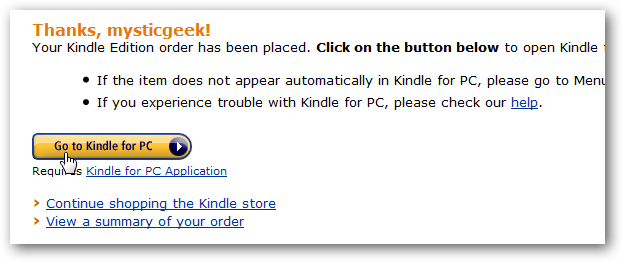 Thanks, mysticgeek!
Your Kindle Edition order has been placed. Click on the button below to open Kindle
If the item does not appear automatically in Kindle for PC, please go to Menu
If you experience trouble with Kindle for PC, please check our help.
Go to Kindle for PC
Requires Kindle for PC Application
Continue shopping the Kindle store
View a summary of your order